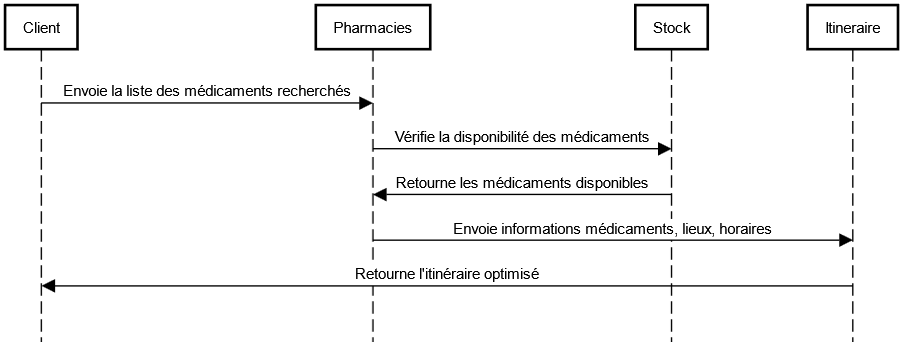 Client
Pharmacies
Stock
Itineraire
Envoie la liste des médicaments recherchés
Vérifie la disponibilité des médicaments
Retourne les médicaments disponibles
Envoie informations médicaments, lieux, horaires
Retourne l'itinéraire optimisé